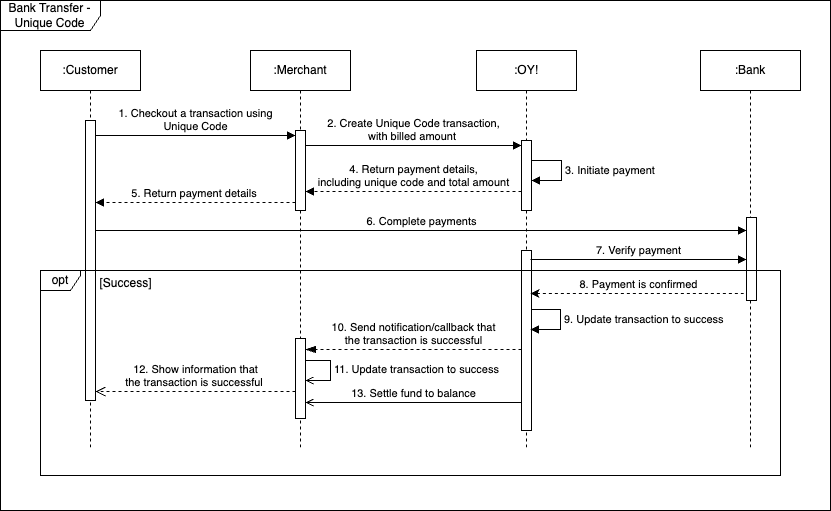 Bank Transfer -
Unique Code
:Customer
:Merchant
:OY!
:Bank
1. Checkout a transaction using
Unique Code
2. Create Unique Code transaction,
with billed amount
3. Initiate payment
4. Return payment details,
including unique code and total amount
5. Return payment details
6. Complete payments
7. Verify payment
opt
[Success]
8. Payment is confirmed
9. Update transaction to success
10. Send notification/callback that
the transaction is successful
11. Update transaction to success
12. Show information that
the transaction is successful
13. Settle fund to balance